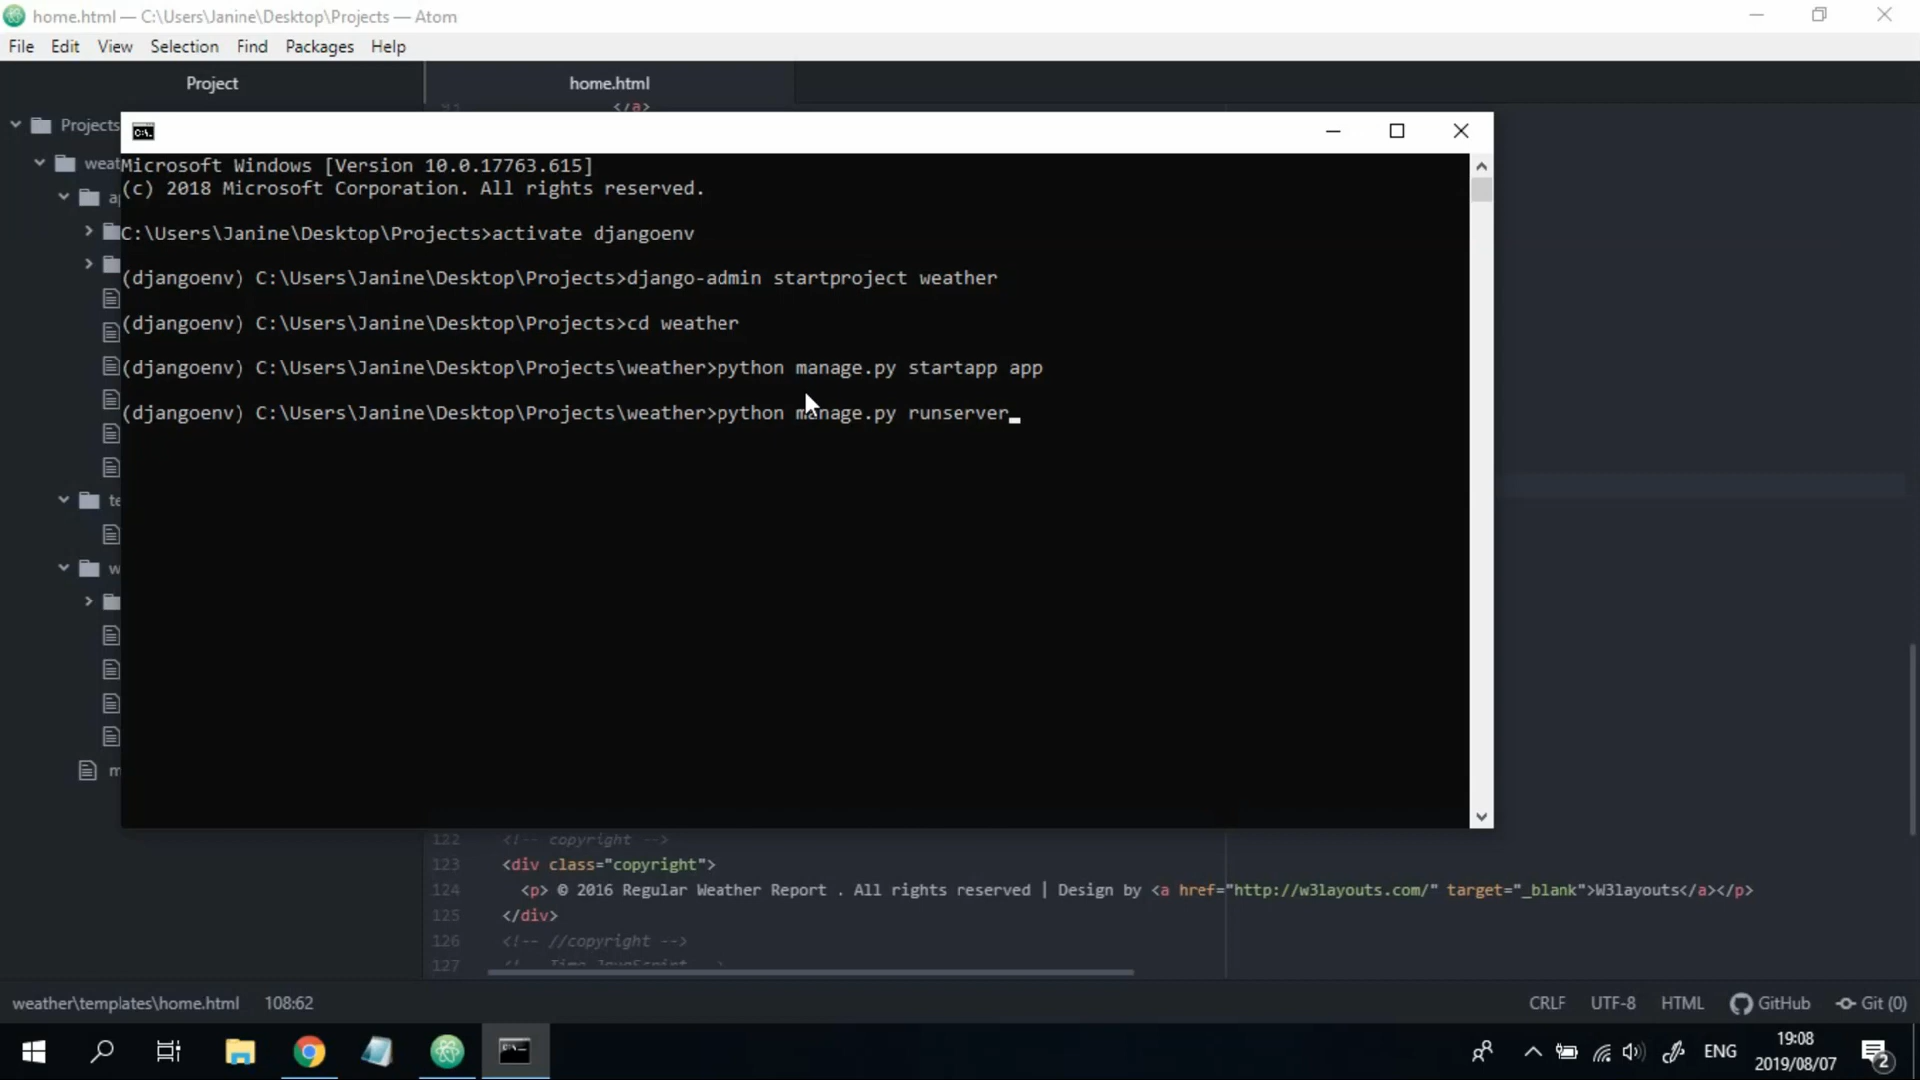 home.html — C:\Users\Janine\Desktop\Projects — Atom
File Edit View Selection Find Packages Help
Project
home.html
</a>
Projects
weat
Microsoft Windows [Version 10.0.17763.615]
(c) 2018 Microsoft Corporation. All rights reserved.
C:\Users\Janine\Desktop\Projects>activate djangoenv
(djangoenv) C:\Users\Janine\Desktop\Projects>django-admin startproject weather
(djangoenv) C:\Users\Janine\Desktop\Projects>cd weather
(djangoenv) C:\Users\Janine\Desktop\Projects\weather>python manage.py startapp app
(djangoenv) C:\Users\Janine\Desktop\Projects\weather>python manage.py runserver_
te
w
m
122 <!-- copyright -->
123 <div class="copyright">
124 <p> © 2016 Regular Weather Report . All rights reserved | Design by <a href="http://w3layouts.com/" target="_blank">W3layouts</a></p>
125 </div>
126 <!-- //copyright -->
127
weather\templates\home.html 108:62 CRLF UTF-8 HTML GitHub Git (0)
ENG
19:08
2019/08/07
2